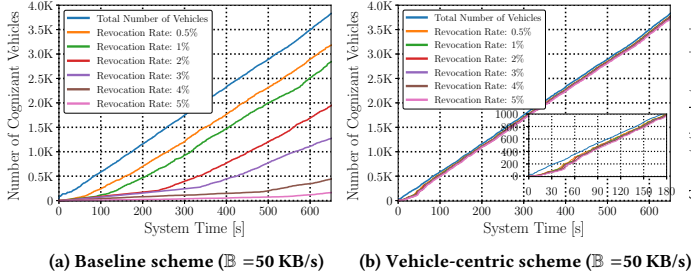 4.0K
3.5K
3.0K
2.5K
2.0K
1.5K
1.0K
0.5K
0
Number of Cognizant Vehicles
Total Number of Vehicles
Revocation Rate: 0.5%
Revocation Rate: 1%
Revocation Rate: 2%
Revocation Rate: 3%
Revocation Rate: 4%
Revocation Rate: 5%
0 100 200 300 400 500 600
System Time [s]
(a) Baseline scheme (𝔹 =50 KB/s)
4.0K
3.5K
3.0K
2.5K
2.0K
1.5K
1.0K
0.5K
0
Number of Cognizant Vehicles
Total Number of Vehicles
Revocation Rate: 0.5%
Revocation Rate: 1%
Revocation Rate: 2%
Revocation Rate: 3%
Revocation Rate: 4%
Revocation Rate: 5%
1000
800
600
400
200
0
0 30 60 90 120 150 180
0 100 200 300 400 500 600
System Time [s]
(b) Vehicle-centric scheme (𝔹 =50 KB/s)